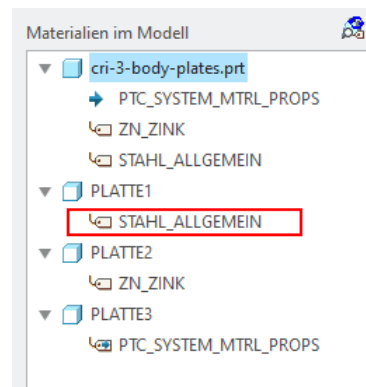 Materialien im Modell
cri-3-body-plates.prt
PTC_SYSTEM_MTRL_PROPS
ZN_ZINK
STAHL_ALLGEMEIN
PLATTE1
STAHL_ALLGEMEIN
PLATTE2
ZN_ZINK
PLATTE3
PTC_SYSTEM_MTRL_PROPS